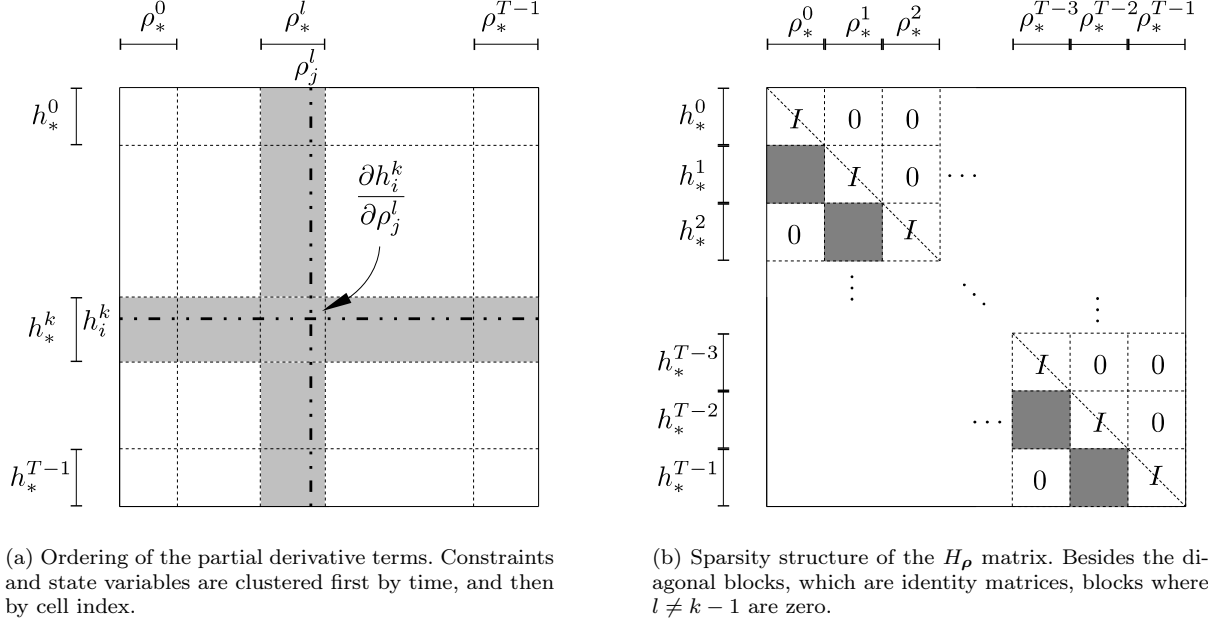 ρ_*^0 ρ_*^l ρ_*^{T−1}
ρ_j^l
h_*^0
∂h_i^k
∂ρ_j^l
h_*^k h_i^k
h_*^{T−1}
(a) Ordering of the partial derivative terms. Constraints
and state variables are clustered first by time, and then
by cell index.
ρ_*^0 ρ_*^1 ρ_*^2 ρ_*^{T−3} ρ_*^{T−2} ρ_*^{T−1}
h_*^0 I 0 0
h_*^1 I 0 ···
h_*^2 0 I
⋮ ⋱ ⋮
h_*^{T−3} I 0 0
h_*^{T−2} ··· I 0
h_*^{T−1} 0 I
(b) Sparsity structure of the H_ρ matrix. Besides the di-
agonal blocks, which are identity matrices, blocks where
l ≠ k − 1 are zero.